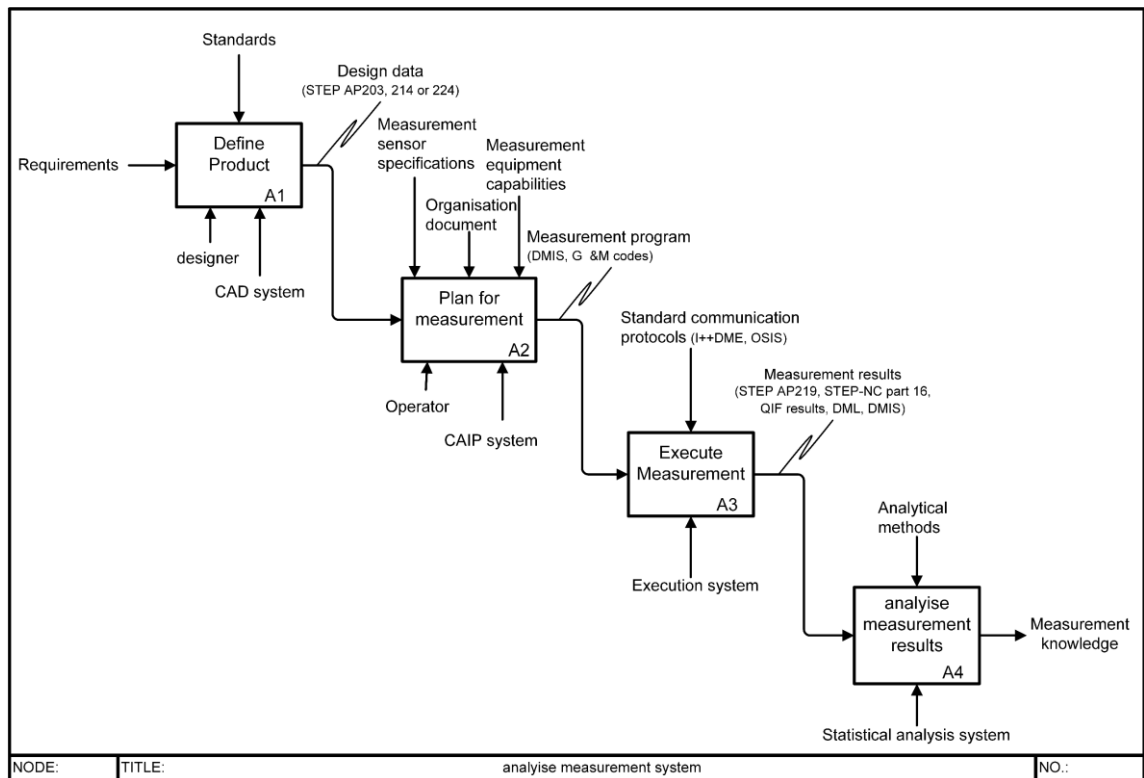 Standards
Design data
(STEP AP203, 214 or 224)
Requirements
Define
Product
A1
designer
CAD system
Measurement
sensor
specifications
Measurement
equipment
capabilities
Organisation
document
Measurement program
(DMIS, G  &M codes)
Plan for
measurement
A2
Operator
CAIP system
Standard communication
protocols (I++DME, OSIS)
Measurement results
(STEP AP219, STEP-NC part 16,
QIF results, DML, DMIS)
Execute
Measurement
A3
Execution system
Analytical
methods
analyise
measurement
results
A4
Measurement
knowledge
Statistical analysis system
NODE:
TITLE:
analyise measurement system
NO.: